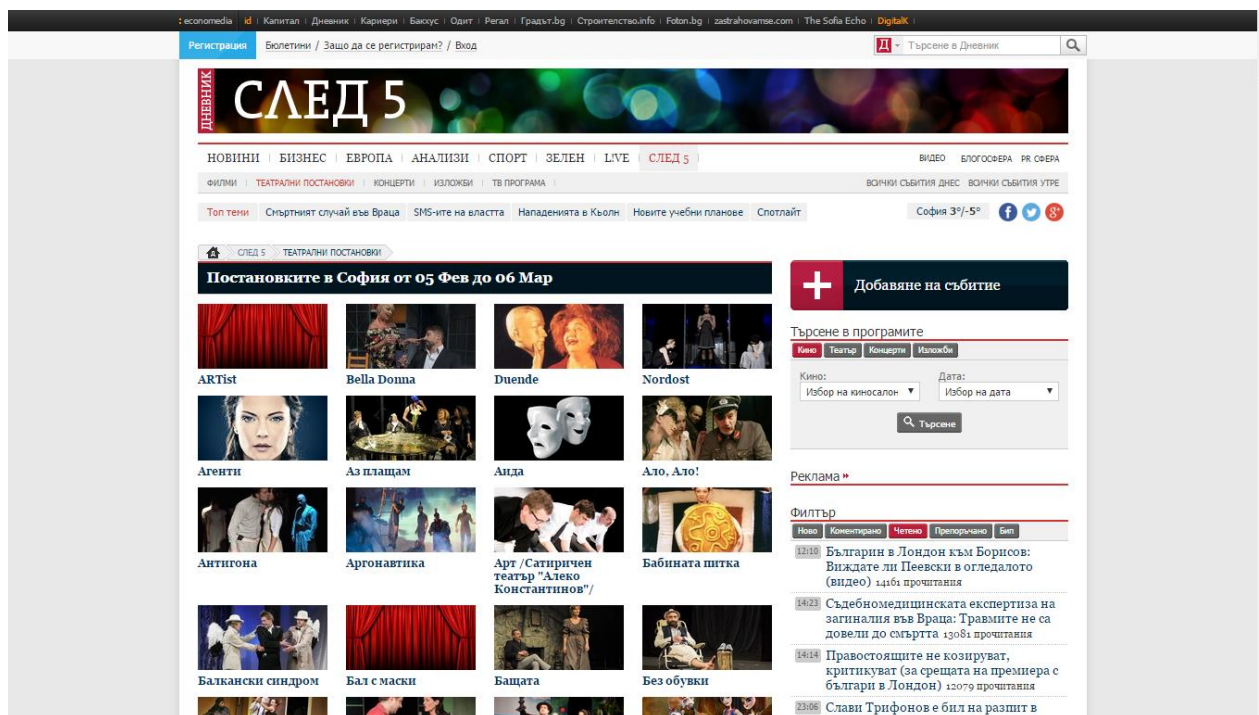 economedia | id | Капитал | Дневник | Кариери | Бакхус | Одит | Регал | Градът.bg | Строителство.info | Foton.bg | zastrahovamse.com | The Sofia Echo | DigitalK
Регистрация Бюлетини / Защо да се регистрирам? / Вход
Д Търсене в Дневник
ДНЕВНИК
СЛЕД 5
НОВИНИ | БИЗНЕС | ЕВРОПА | АНАЛИЗИ | СПОРТ | ЗЕЛЕН | L!VE | СЛЕД 5
ВИДЕО БЛОГОСФЕРА PR СФЕРА
ФИЛМИ | ТЕАТРАЛНИ ПОСТАНОВКИ | КОНЦЕРТИ | ИЗЛОЖБИ | ТВ ПРОГРАМА
ВСИЧКИ СЪБИТИЯ ДНЕС ВСИЧКИ СЪБИТИЯ УТРЕ
Топ теми Смъртният случай във Враца SMS-ите на властта Нападенията в Кьолн Новите учебни планове Спотлайт
София 3°/-5°
СЛЕД 5 ТЕАТРАЛНИ ПОСТАНОВКИ
Постановките в София от 05 Фев до 06 Мар
ARTist Bella Donna Duende Nordost
Агенти Аз плащам Аида Ало, Ало!
Антигона Аргонавтика Арт /Сатиричен Бабината питка
театър "Алеко
Константинов"/
Балкански синдром Бал с маски Бащата Без обувки
Добавяне на събитие
Търсене в програмите
Кино Театър Концерти Изложби
Кино: Дата:
Избор на киносалон Избор на дата
Търсене
Реклама
Филтър
Ново Коментирано Четено Препоръчано Бип
12:10 Българин в Лондон към Борисов:
Виждате ли Пеевски в огледалото
(видео) 14161 прочитания
14:23 Съдебномедицинската експертиза на
загиналия във Враца: Травмите не са
довели до смъртта 13081 прочитания
14:14 Правостоящите не козируват,
критикуват (за срещата на премиера с
българи в Лондон) 12079 прочитания
23:06 Слави Трифонов е бил на разпит в